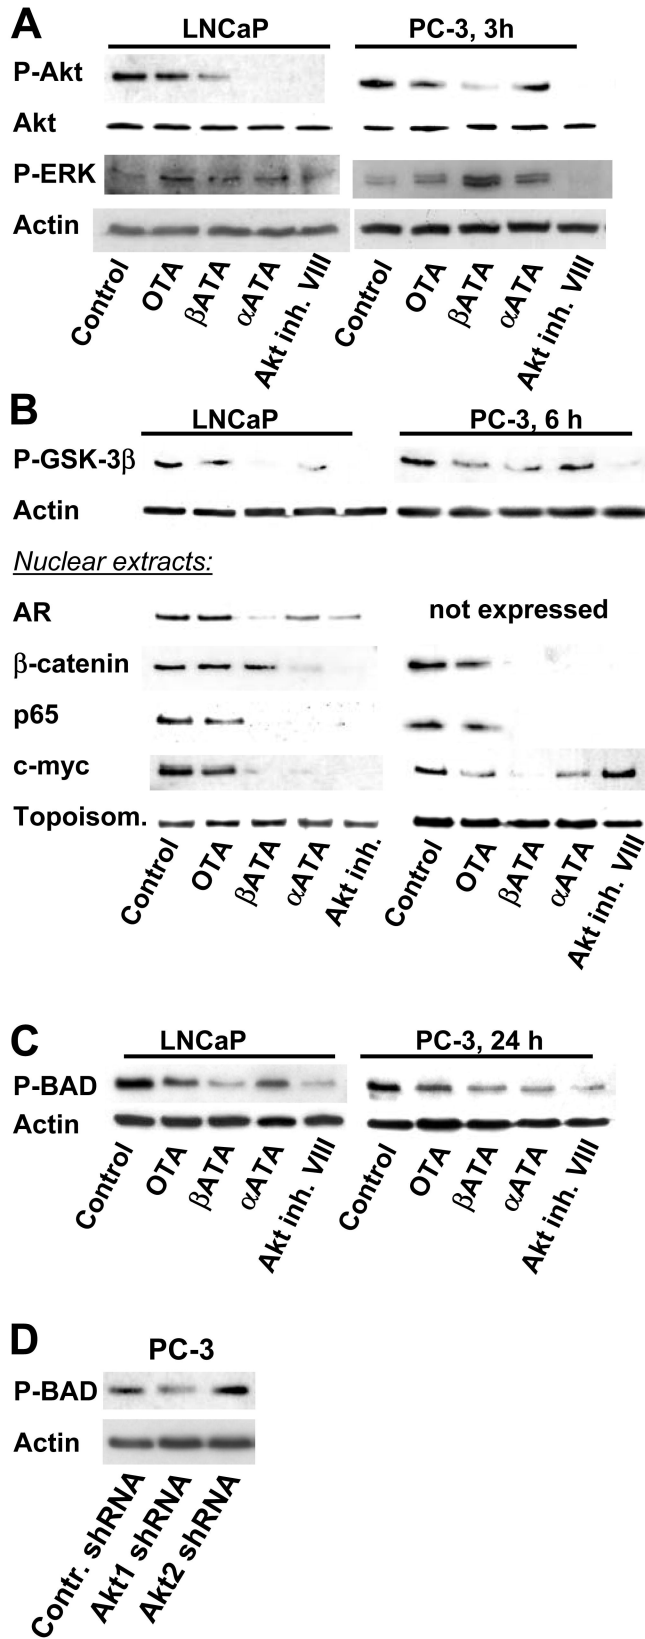 A
LNCaP PC-3, 3h
P-Akt
Akt
P-ERK
Actin
Control OTA βATA αATA Akt inh. VIII Control OTA βATA αATA Akt inh. VIII
B
LNCaP PC-3, 6 h
P-GSK-3β
Actin
Nuclear extracts:
AR not expressed
β-catenin
p65
c-myc
Topoisom.
Control OTA βATA αATA Akt inh. Control OTA βATA αATA Akt inh. VIII
C
LNCaP PC-3, 24 h
P-BAD
Actin
Control OTA βATA αATA Akt inh. VIII Control OTA βATA αATA Akt inh. VIII
D
PC-3
P-BAD
Actin
Contr. shRNA Akt1 shRNA Akt2 shRNA